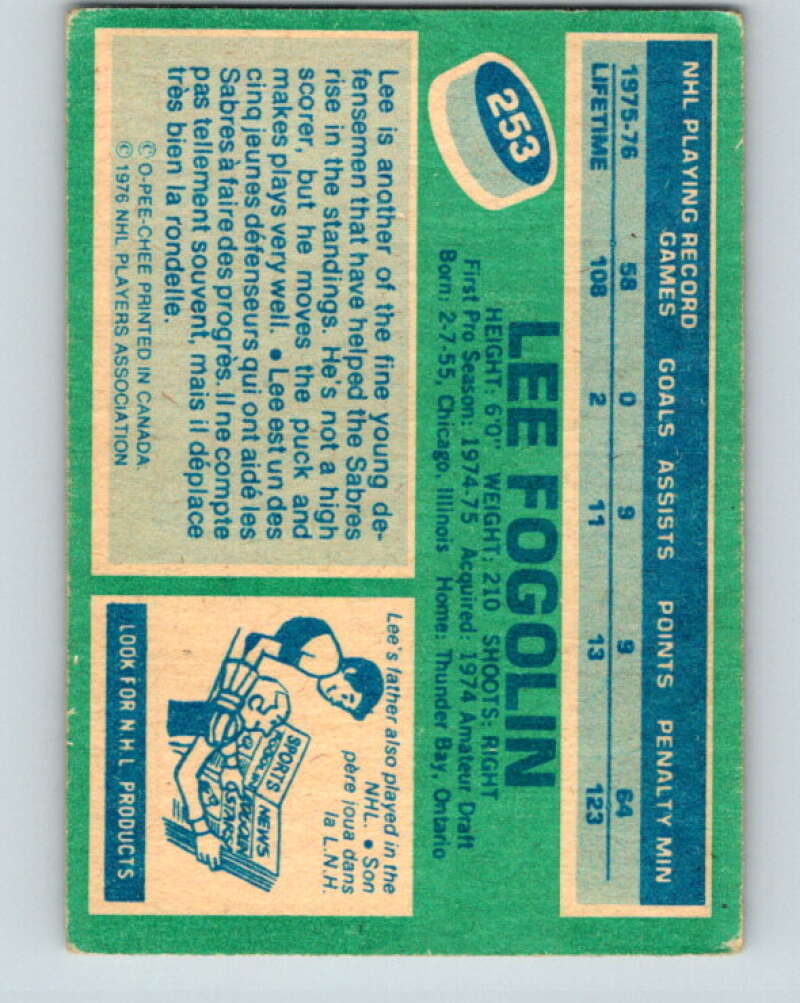 NHL PLAYING RECORD
GAMES GOALS ASSISTS POINTS PENALTY MIN
1975-76 58 0 9 9 64
LIFETIME 108 2 11 13 123
253
LEE FOGOLIN
HEIGHT: 6'0" WEIGHT: 210 SHOOTS: RIGHT
First Pro Season: 1974-75 Acquired: 1974 Amateur Draft
Born: 2-7-55, Chicago, Illinois Home: Thunder Bay, Ontario
Lee is another of the fine young de-
fensemen that have helped the Sabres
rise in the standings. He's not a high
scorer, but he moves the puck and
makes plays very well. • Lee est un des
cinq jeunes défenseurs qui ont aidé les
Sabres à faire des progrès. Il ne compte
pas tellement souvent, mais il déplace
très bien la rondelle.
© O-PEE-CHEE PRINTED IN CANADA.
© 1976 NHL PLAYERS ASSOCIATION
Lee's father also played in the
NHL. • Son
père joua dans
la L.N.H.
SPORTS
NEWS
LOOK FOR N H L PRODUCTS